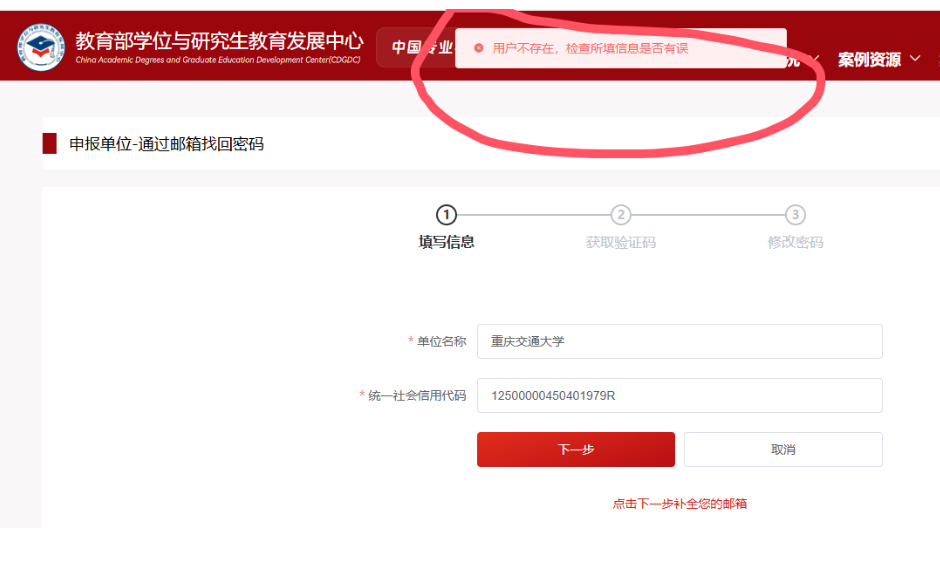 教育部学位与研究生教育发展中心
China Academic Degrees and Graduate Education Development Center(CDGDC)
中国专业
用户不存在，检查所填信息是否有误
案例资源
申报单位-通过邮箱找回密码
1
2
3
填写信息
获取验证码
修改密码
* 单位名称
重庆交通大学
* 统一社会信用代码
12500000450401979R
下一步
取消
点击下一步补全您的邮箱